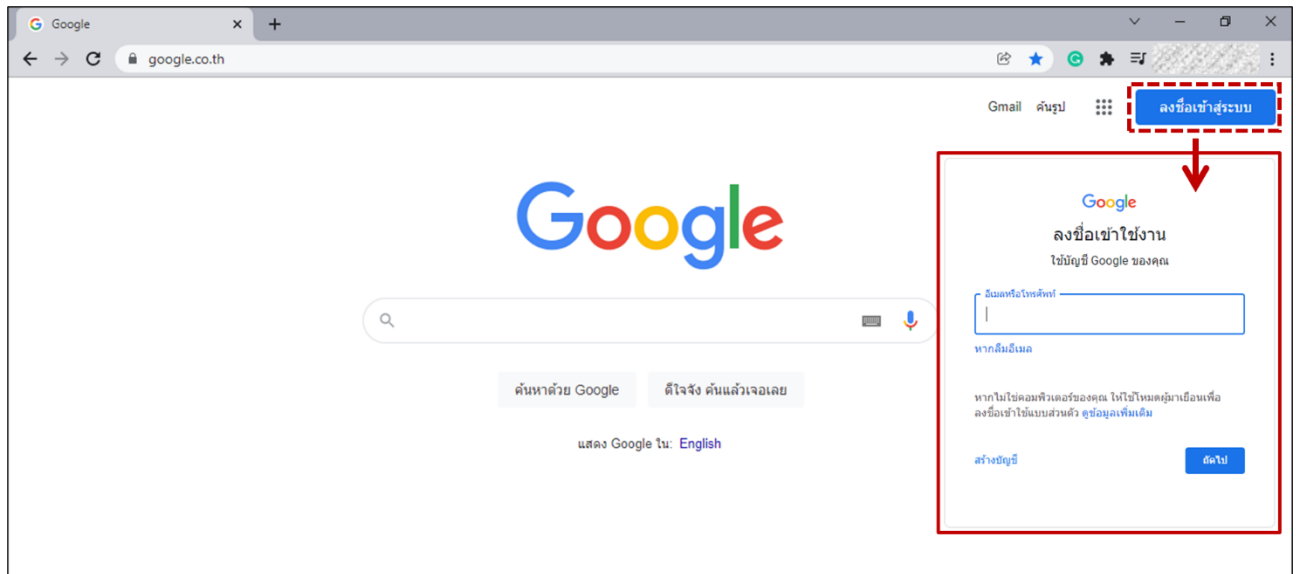 Google
google.co.th
Gmail ค้นรูป
ลงชื่อเข้าสู่ระบบ
Google
ค้นหาด้วย Google
ดีใจจัง ค้นแล้วเจอเลย
แสดง Google ใน: English
Google
ลงชื่อเข้าใช้งาน
ใช้บัญชี Google ของคุณ
อีเมลหรือโทรศัพท์
หากลืมอีเมล
หากไม่ใช่คอมพิวเตอร์ของคุณ ให้ใช้โหมดผู้มาเยือนเพื่อ
ลงชื่อเข้าใช้แบบส่วนตัว ดูข้อมูลเพิ่มเติม
สร้างบัญชี
ถัดไป